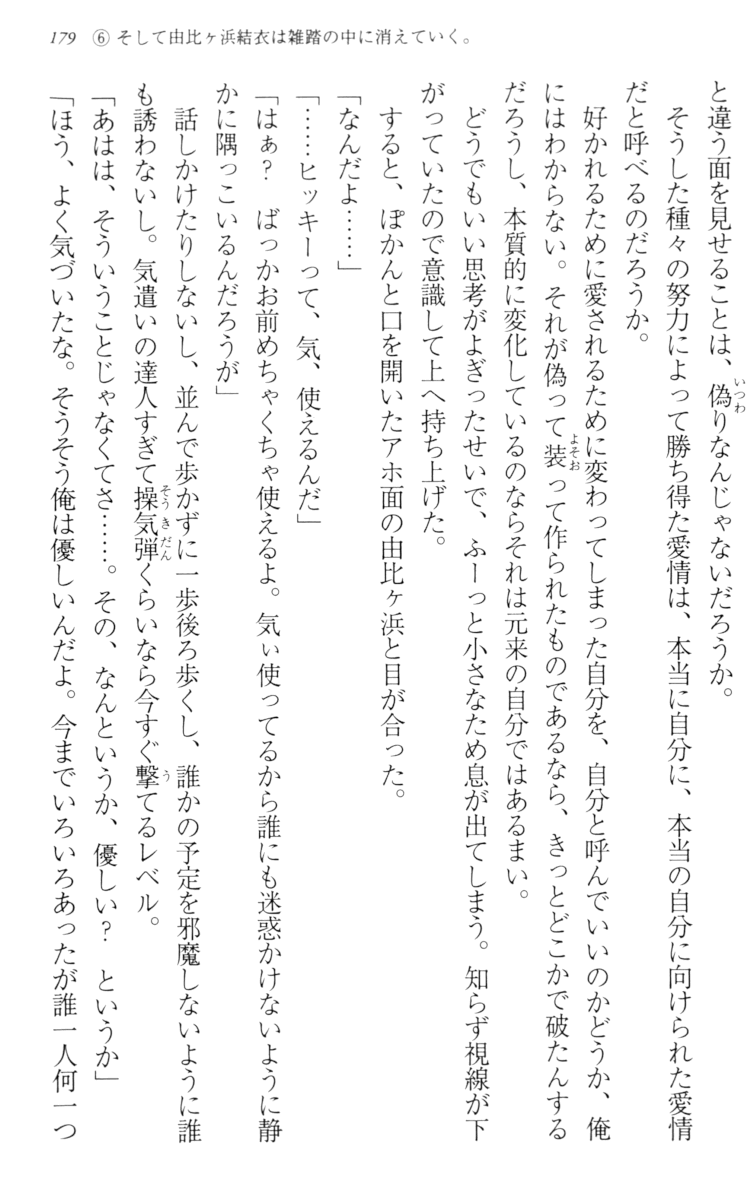 179 ⑥そして由比ヶ浜結衣は雑踏の中に消えていく。
と違う面を見せることは、偽りなんじゃないだろうか。
そうした種々の努力によって勝ち得た愛情は、本当に自分に、本当の自分に向けられた愛情
だと呼べるのだろうか。
好かれるために愛されるために変わってしまった自分を、自分と呼んでいいのかどうか、俺
にはわからない。それが偽って装って作られたものであるなら、きっとどこかで破たんする
だろうし、本質的に変化しているのならそれは元来の自分ではあるまい。
どうでもいい思考がよぎったせいで、ふーっと小さなため息が出てしまう。知らず視線が下
がっていたので意識して上へ持ち上げた。
すると、ぽかんと口を開いたアホ面の由比ヶ浜と目が合った。
「なんだよ……」
「……ヒッキーって、気、使えるんだ」
「はぁ?　ばっかお前めちゃくちゃ使えるよ。気ぃ使ってるから誰にも迷惑かけないように静
かに隅っこいるんだろうが」
話しかけたりしないし、並んで歩かずに一歩後ろ歩くし、誰かの予定を邪魔しないように誰
も誘わないし。気遣いの達人すぎて操気弾くらいなら今すぐ撃てるレベル。
「あはは、そういうことじゃなくてさ……。その、なんというか、優しい?　というか」
「ほう、よく気づいたな。そうそう俺は優しいんだよ。今までいろいろあったが誰一人何一つ